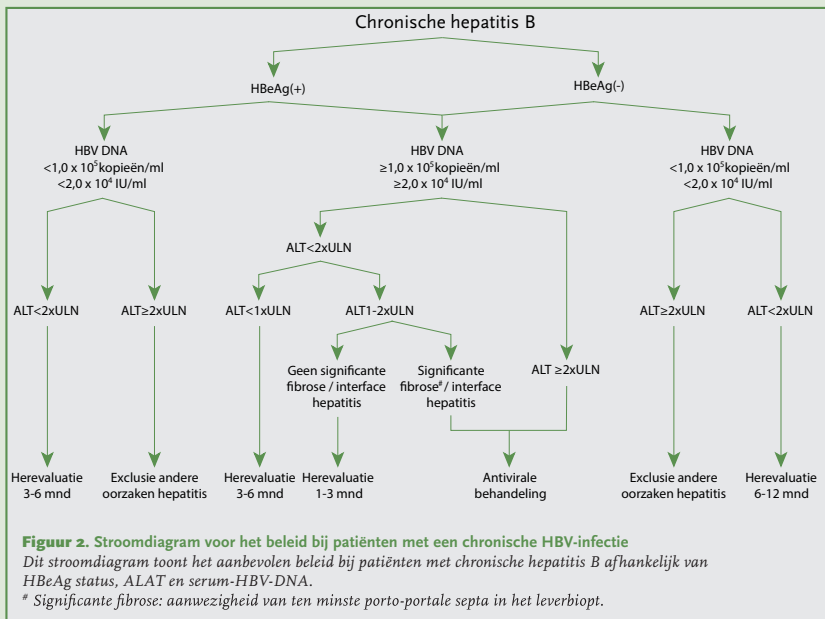 Chronische hepatitis B
HBeAg(+)
HBeAg(-)
HBV DNA
<1,0 x 10⁵kopieën/ml
<2,0 x 10⁴ IU/ml
HBV DNA
≥1,0 x 10⁵kopieën/ml
≥2,0 x 10⁴ IU/ml
HBV DNA
<1,0 x 10⁵kopieën/ml
<2,0 x 10⁴ IU/ml
ALT<2xULN
ALT<2xULN
ALT≥2xULN
ALT<1xULN
ALT1-2xULN
ALT≥2xULN
ALT<2xULN
Geen significante
fibrose / interface
hepatitis
Significante
fibrose# / interface
hepatitis
ALT ≥2xULN
Herevaluatie
3-6 mnd
Exclusie andere
oorzaken hepatitis
Herevaluatie
3-6 mnd
Herevaluatie
1-3 mnd
Antivirale
behandeling
Exclusie andere
oorzaken hepatitis
Herevaluatie
6-12 mnd
Figuur 2. Stroomdiagram voor het beleid bij patiënten met een chronische HBV-infectie
Dit stroomdiagram toont het aanbevolen beleid bij patiënten met chronische hepatitis B afhankelijk van
HBeAg status, ALAT en serum-HBV-DNA.
# Significante fibrose: aanwezigheid van ten minste porto-portale septa in het leverbiopt.